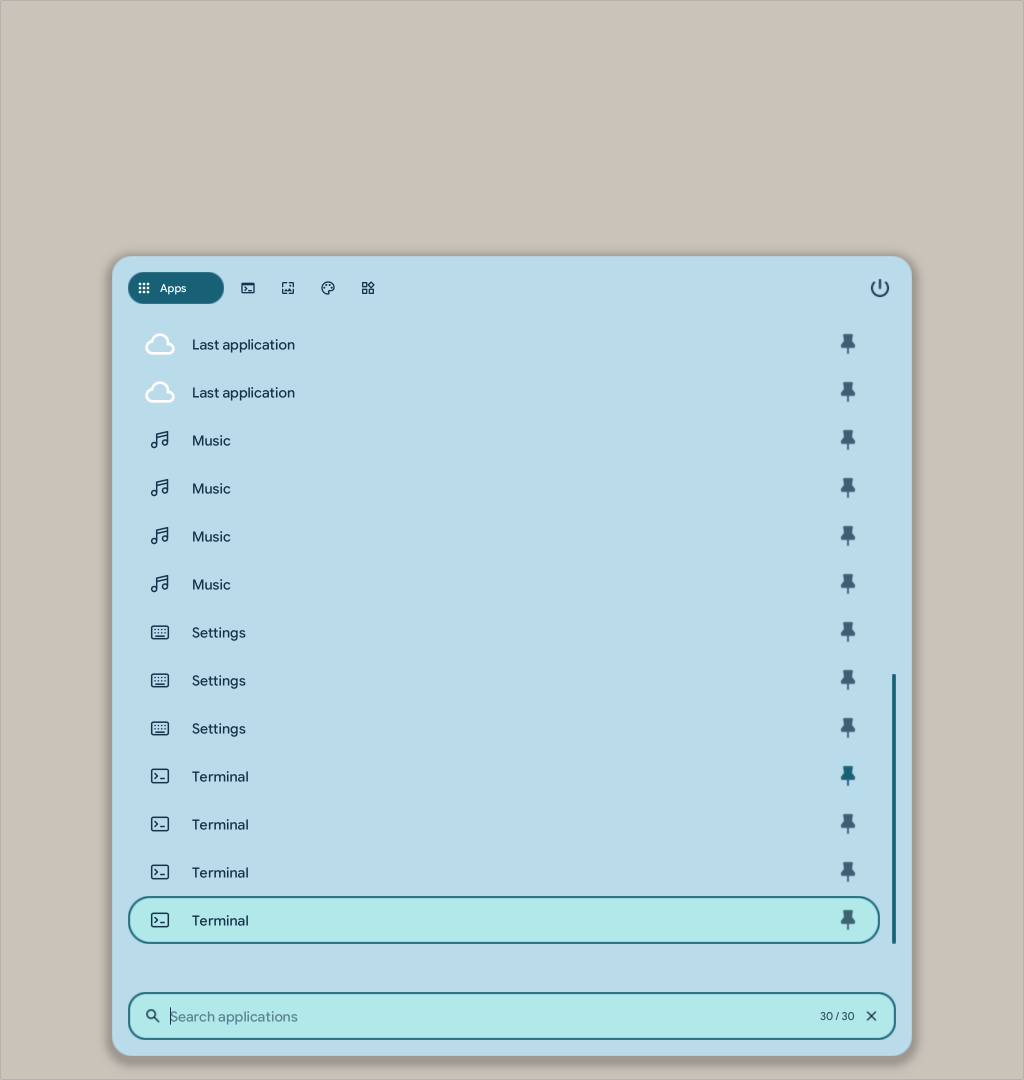 Apps
Last application
Last application
Music
Music
Music
Music
Settings
Settings
Settings
Terminal
Terminal
Terminal
Terminal
Search applications 30 / 30